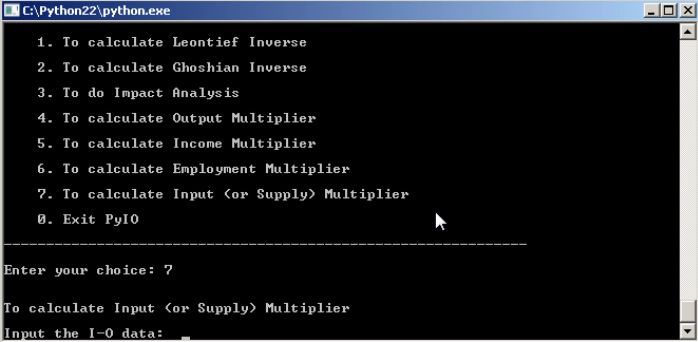 C:\Python22\python.exe
1. To calculate Leontief Inverse
2. To calculate Ghoshian Inverse
3. To do Impact Analysis
4. To calculate Output Multiplier
5. To calculate Income Multiplier
6. To calculate Employment Multiplier
7. To calculate Input (or Supply) Multiplier
0. Exit PyIO
--------------------------------------------------------------
Enter your choice: 7
To calculate Input (or Supply) Multiplier
Input the I-O data: _